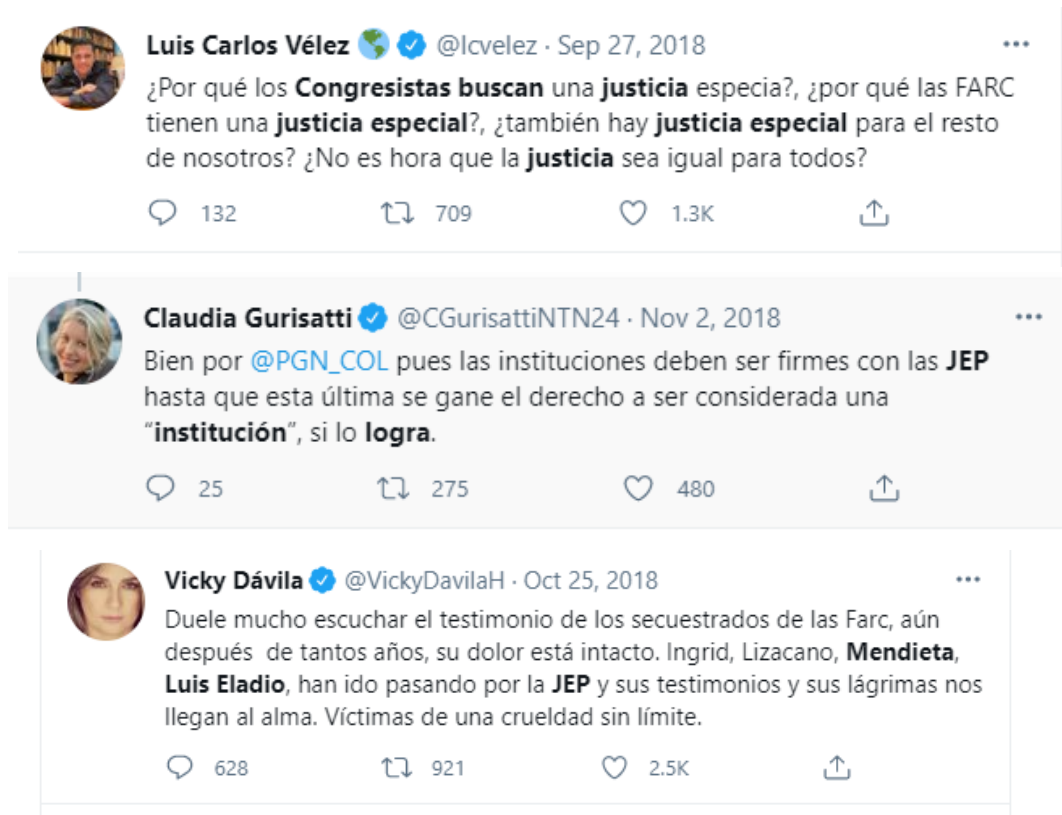 Luis Carlos Vélez 🌎 @lcvelez · Sep 27, 2018
¿Por qué los Congresistas buscan una justicia especia?, ¿por qué las FARC
tienen una justicia especial?, ¿también hay justicia especial para el resto
de nosotros? ¿No es hora que la justicia sea igual para todos?
132 709 1.3K
Claudia Gurisatti @CGurisattiNTN24 · Nov 2, 2018
Bien por @PGN_COL pues las instituciones deben ser firmes con las JEP
hasta que esta última se gane el derecho a ser considerada una
“institución”, si lo logra.
25 275 480
Vicky Dávila @VickyDavilaH · Oct 25, 2018
Duele mucho escuchar el testimonio de los secuestrados de las Farc, aún
después de tantos años, su dolor está intacto. Ingrid, Lizacano, Mendieta,
Luis Eladio, han ido pasando por la JEP y sus testimonios y sus lágrimas nos
llegan al alma. Víctimas de una crueldad sin límite.
628 921 2.5K